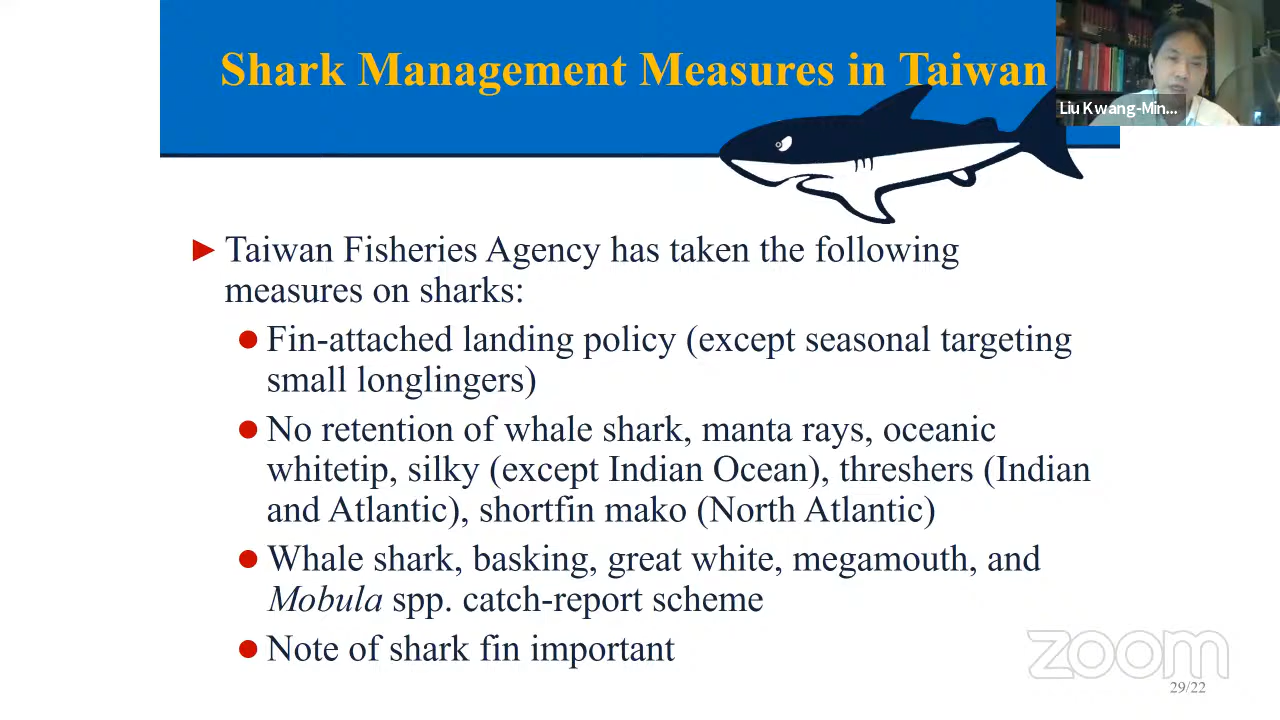 Shark Management Measures in Taiwan
Liu Kwang-Min...
► Taiwan Fisheries Agency has taken the following
measures on sharks:
● Fin-attached landing policy (except seasonal targeting
small longlingers)
● No retention of whale shark, manta rays, oceanic
whitetip, silky (except Indian Ocean), threshers (Indian
and Atlantic), shortfin mako (North Atlantic)
● Whale shark, basking, great white, megamouth, and
Mobula spp. catch-report scheme
● Note of shark fin important
zoom
29/22